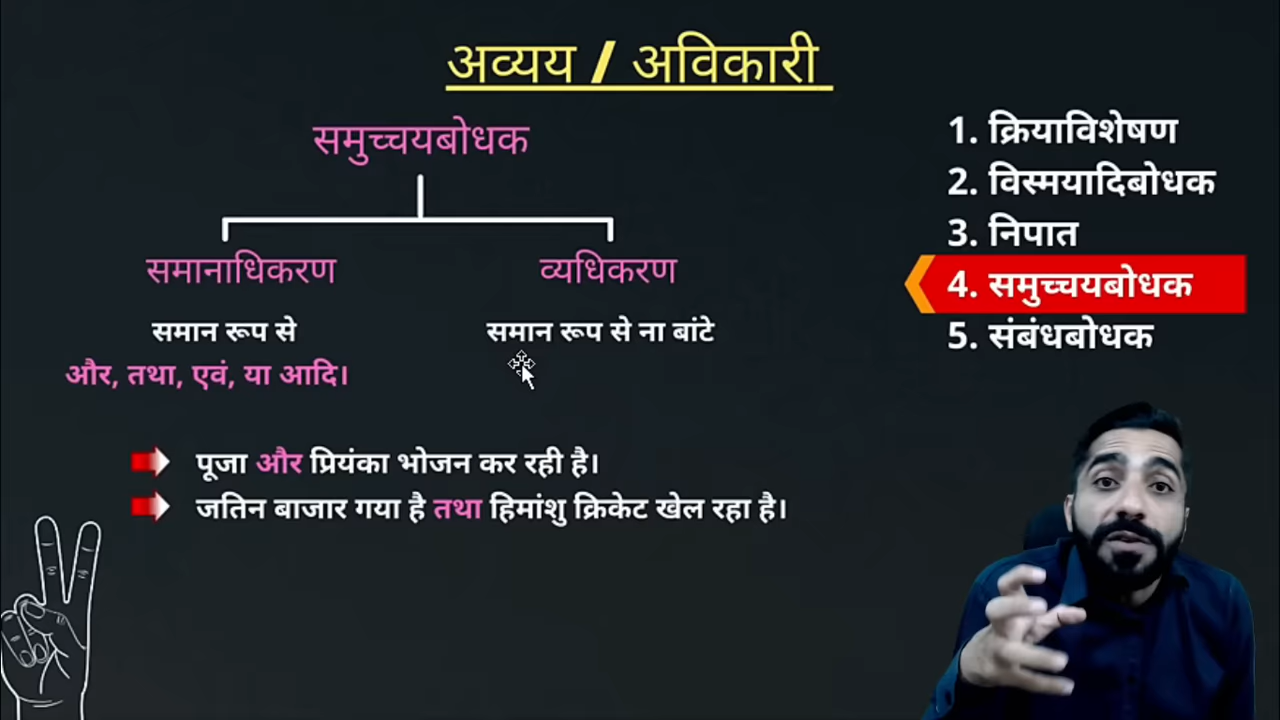 अव्यय / अविकारी
समुच्चयबोधक
समानाधिकरण
व्यधिकरण
समान रूप से
समान रूप से ना बांटे
और, तथा, एवं, या आदि।
पूजा और प्रियंका भोजन कर रही है।
जतिन बाजार गया है तथा हिमांशु क्रिकेट खेल रहा है।
1. क्रियाविशेषण
2. विस्मयादिबोधक
3. निपात
4. समुच्चयबोधक
5. संबंधबोधक